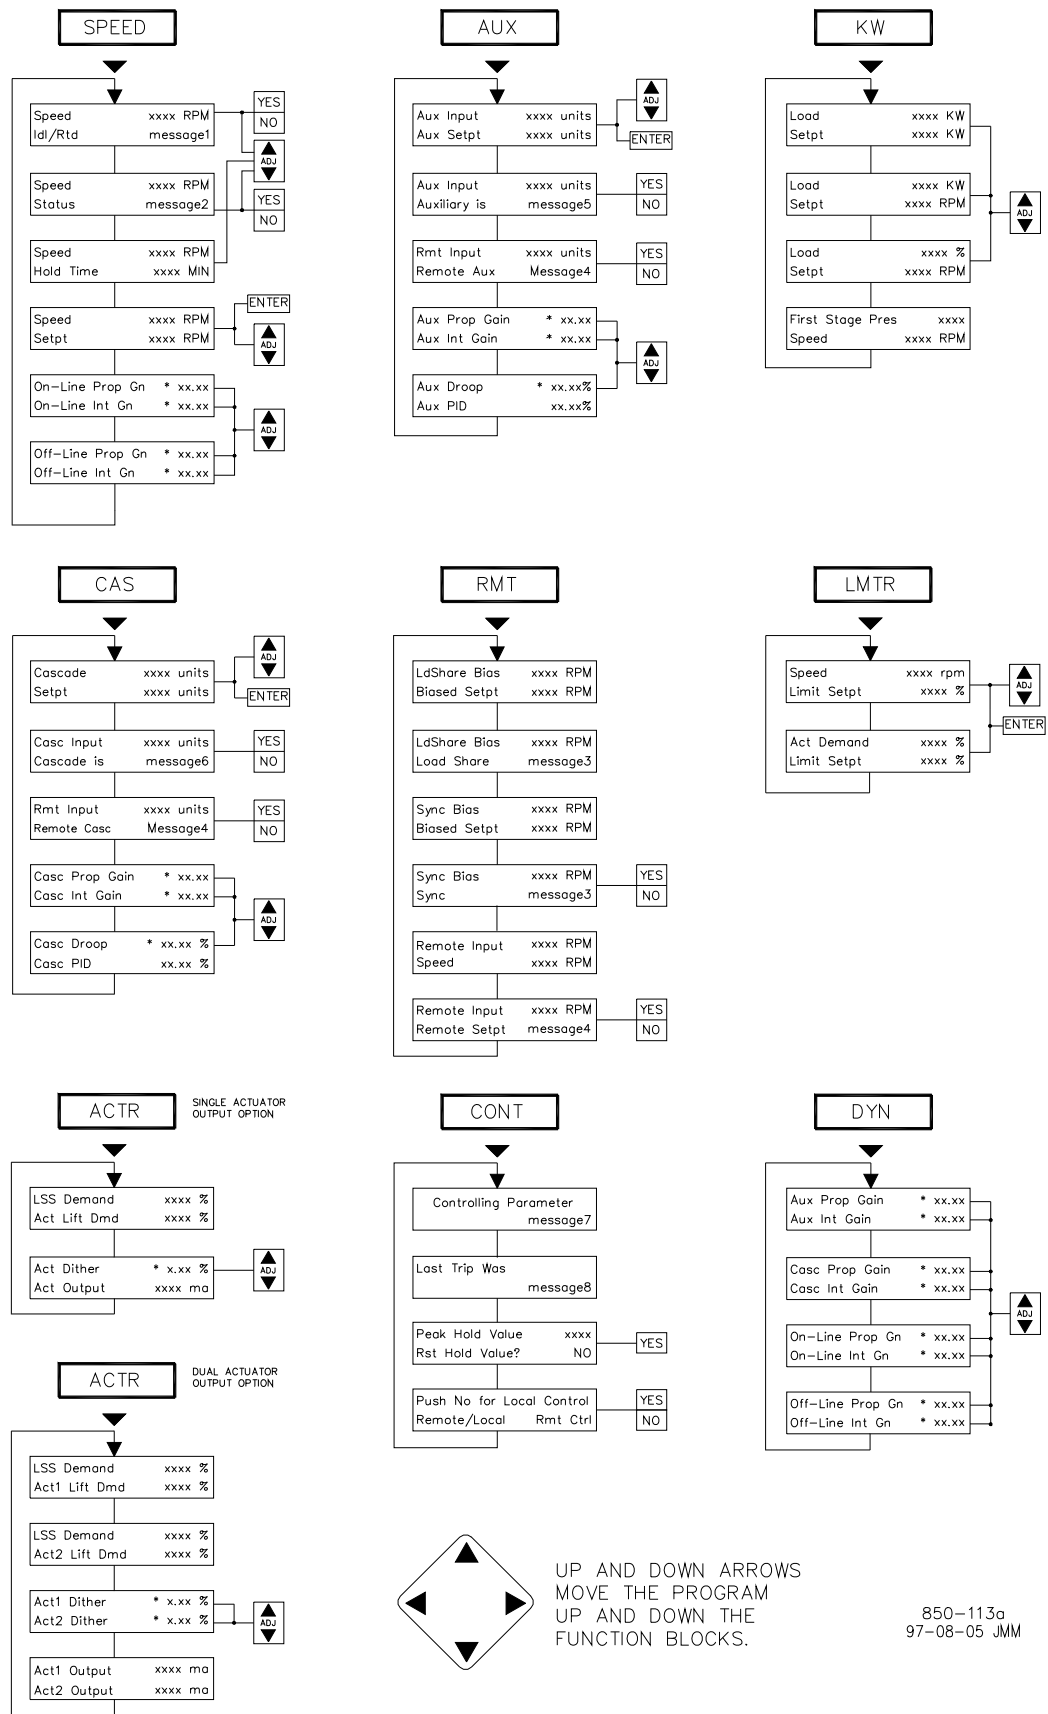 SPEED
Speed xxxx RPM
Idl/Rtd message1
YES
NO
ADJ
Speed xxxx RPM
Status message2
YES
NO
Speed xxxx RPM
Hold Time xxxx MIN
Speed xxxx RPM
Setpt xxxx RPM
ENTER
ADJ
On-Line Prop Gn * xx.xx
On-Line Int Gn * xx.xx
ADJ
Off-Line Prop Gn * xx.xx
Off-Line Int Gn * xx.xx
AUX
Aux Input xxxx units
Aux Setpt xxxx units
ADJ
ENTER
Aux Input xxxx units
Auxiliary is message5
YES
NO
Rmt Input xxxx units
Remote Aux Message4
YES
NO
Aux Prop Gain * xx.xx
Aux Int Gain * xx.xx
ADJ
Aux Droop * xx.xx%
Aux PID xx.xx%
KW
Load xxxx KW
Setpt xxxx KW
Load xxxx KW
Setpt xxxx RPM
ADJ
Load xxxx %
Setpt xxxx RPM
First Stage Pres xxxx
Speed xxxx RPM
CAS
Cascade xxxx units
Setpt xxxx units
ADJ
ENTER
Casc Input xxxx units
Cascade is message6
YES
NO
Rmt Input xxxx units
Remote Casc Message4
YES
NO
Casc Prop Gain * xx.xx
Casc Int Gain * xx.xx
ADJ
Casc Droop * xx.xx %
Casc PID xx.xx %
RMT
LdShare Bias xxxx RPM
Biased Setpt xxxx RPM
LdShare Bias xxxx RPM
Load Share message3
Sync Bias xxxx RPM
Biased Setpt xxxx RPM
Sync Bias xxxx RPM
Sync message3
YES
NO
Remote Input xxxx RPM
Speed xxxx RPM
Remote Input xxxx RPM
Remote Setpt message4
YES
NO
LMTR
Speed xxxx rpm
Limit Setpt xxxx %
ADJ
ENTER
Act Demand xxxx %
Limit Setpt xxxx %
ACTR
SINGLE ACTUATOR
OUTPUT OPTION
LSS Demand xxxx %
Act Lift Dmd xxxx %
Act Dither * x.xx %
Act Output xxxx ma
ADJ
CONT
Controlling Parameter
message7
Last Trip Was
message8
Peak Hold Value xxxx
Rst Hold Value? NO
YES
Push No for Local Control
Remote/Local Rmt Ctrl
YES
NO
DYN
Aux Prop Gain * xx.xx
Aux Int Gain * xx.xx
Casc Prop Gain * xx.xx
Casc Int Gain * xx.xx
ADJ
On-Line Prop Gn * xx.xx
On-Line Int Gn * xx.xx
Off-Line Prop Gn * xx.xx
Off-Line Int Gn * xx.xx
ACTR
DUAL ACTUATOR
OUTPUT OPTION
LSS Demand xxxx %
Act1 Lift Dmd xxxx %
LSS Demand xxxx %
Act2 Lift Dmd xxxx %
Act1 Dither * x.xx %
Act2 Dither * x.xx %
ADJ
Act1 Output xxxx ma
Act2 Output xxxx ma
UP AND DOWN ARROWS
MOVE THE PROGRAM
UP AND DOWN THE
FUNCTION BLOCKS.
850-113a
97-08-05 JMM